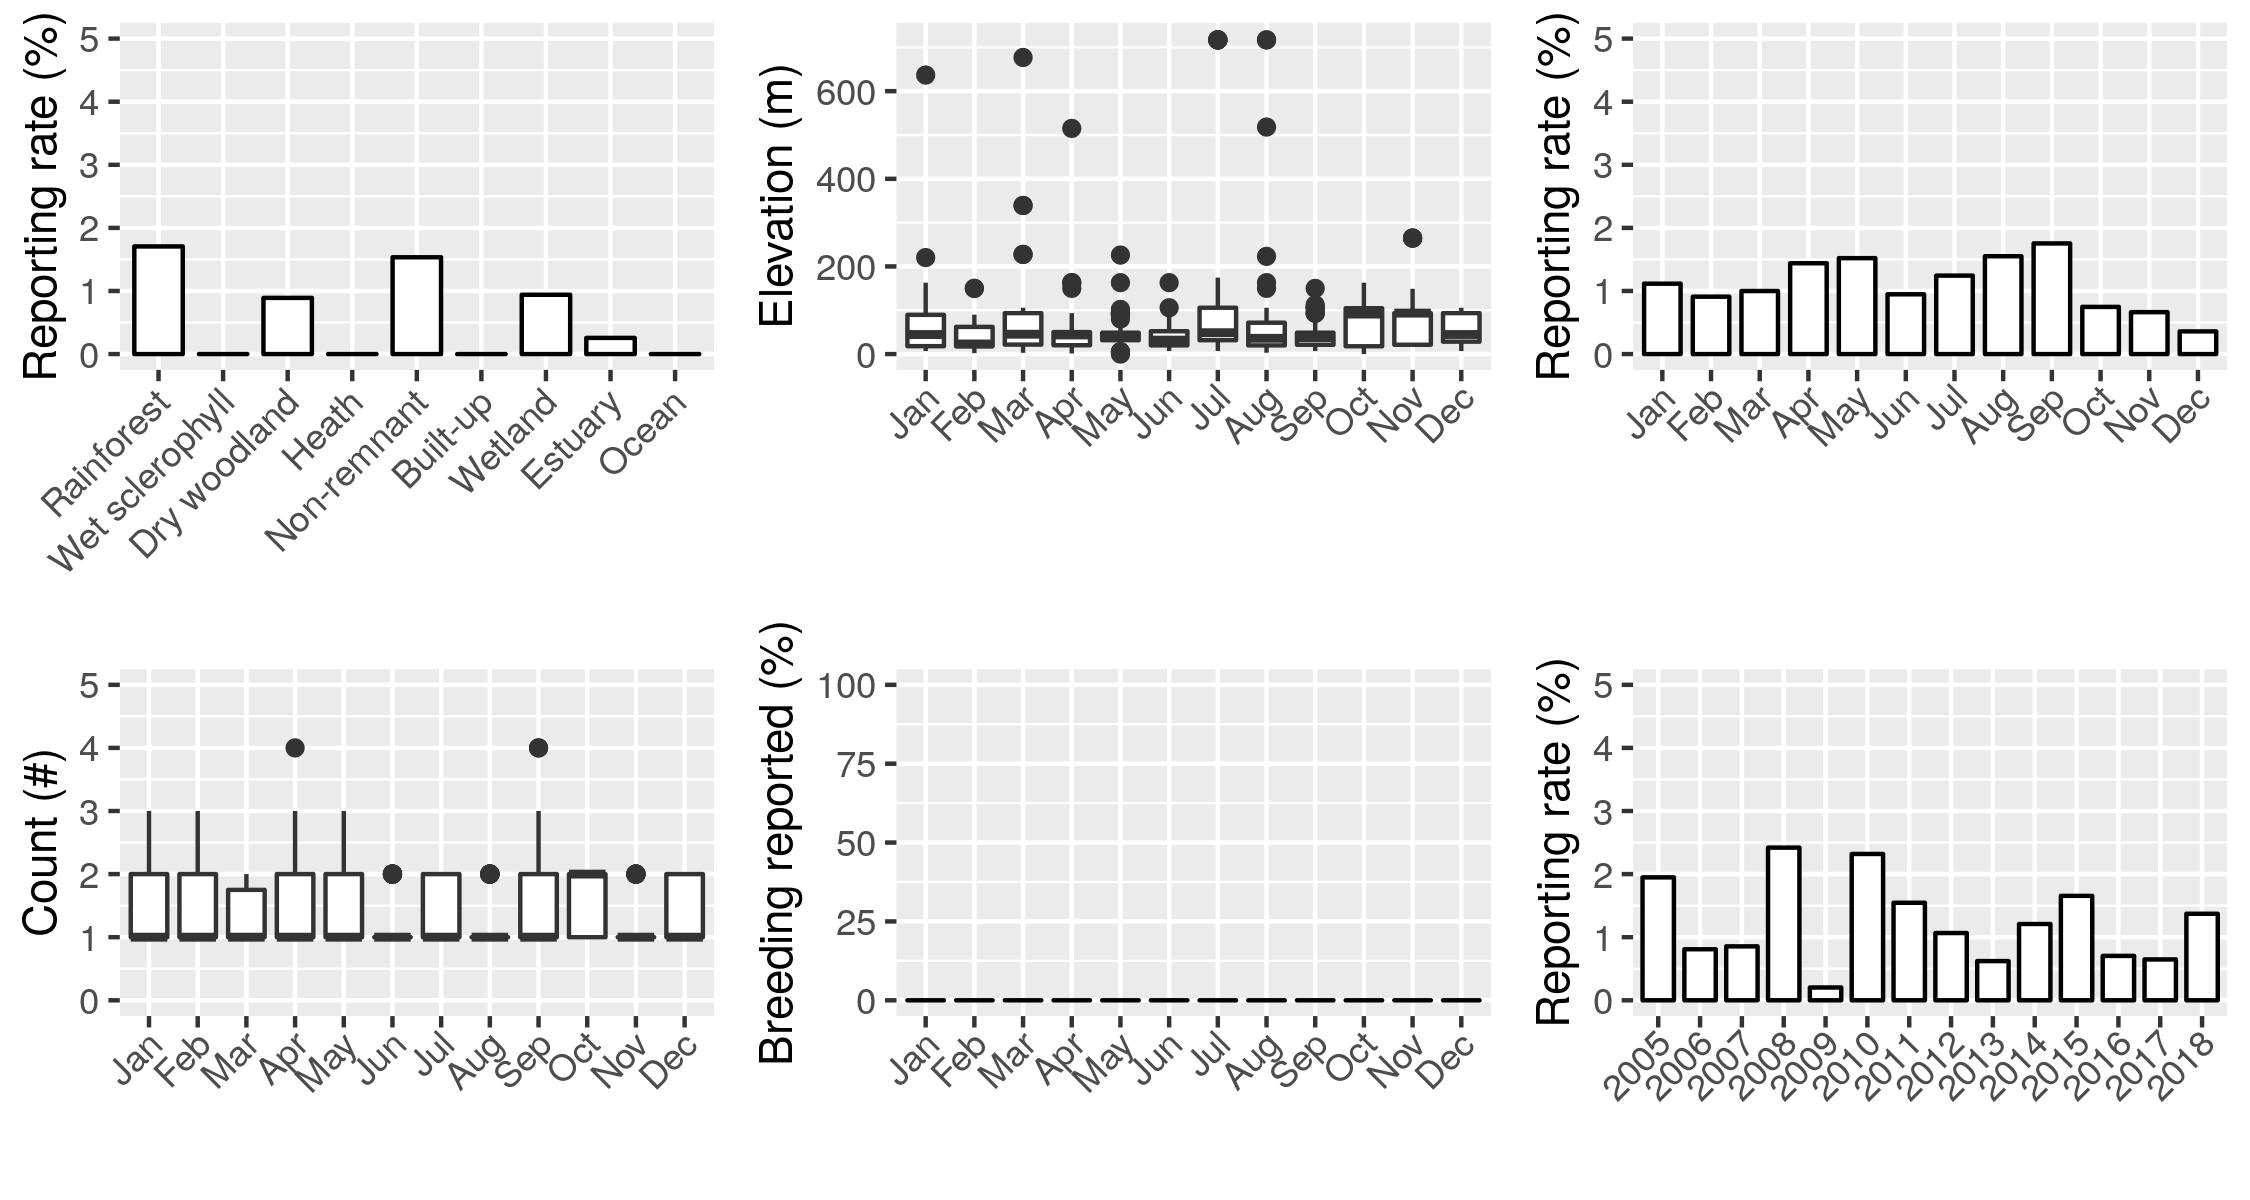 Reporting rate (%)
5
4
3
2
1
0
Rainforest
Wet sclerophyll
Dry woodland
Heath
Non-remnant
Built-up
Wetland
Estuary
Ocean
Elevation (m)
600
400
200
0
Jan Feb Mar Apr May Jun Jul Aug Sep Oct Nov Dec
Reporting rate (%)
5
4
3
2
1
0
Jan Feb Mar Apr May Jun Jul Aug Sep Oct Nov Dec
Count (#)
5
4
3
2
1
0
Jan Feb Mar Apr May Jun Jul Aug Sep Oct Nov Dec
Breeding reported (%)
100
75
50
25
0
Jan Feb Mar Apr May Jun Jul Aug Sep Oct Nov Dec
Reporting rate (%)
5
4
3
2
1
0
2005 2006 2007 2008 2009 2010 2011 2012 2013 2014 2015 2016 2017 2018